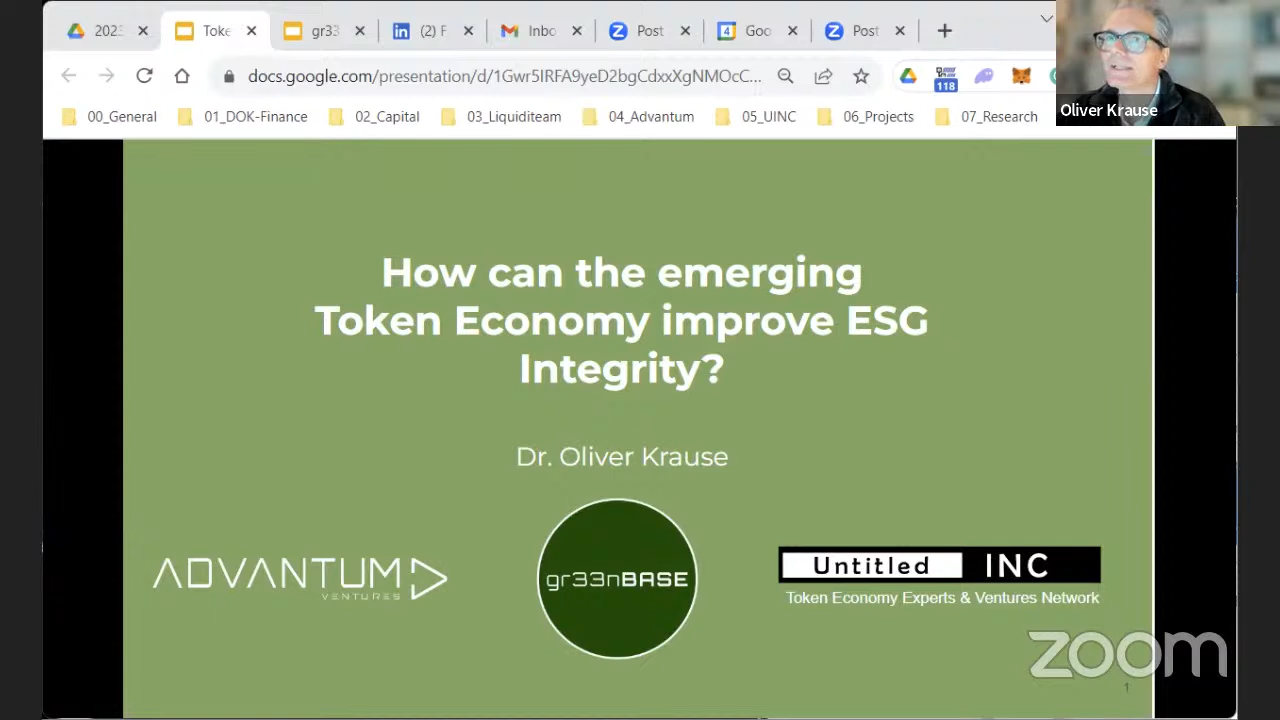 2023
Toke
gr33
(2) F
Inbo
Post
4
Goo
Post
docs.google.com/presentation/d/1Gwr5IRFA9yeD2bgCdxxXgNMOcC...
118
00_General
01_DOK-Finance
02_Capital
03_Liquiditeam
04_Advantum
05_UINC
06_Projects
07_Research
Oliver Krause
How can the emerging
Token Economy improve ESG
Integrity?
Dr. Oliver Krause
ADVANTUM
VENTURES
gr33nBASE
Untitled INC
Token Economy Experts & Ventures Network
zoom
1